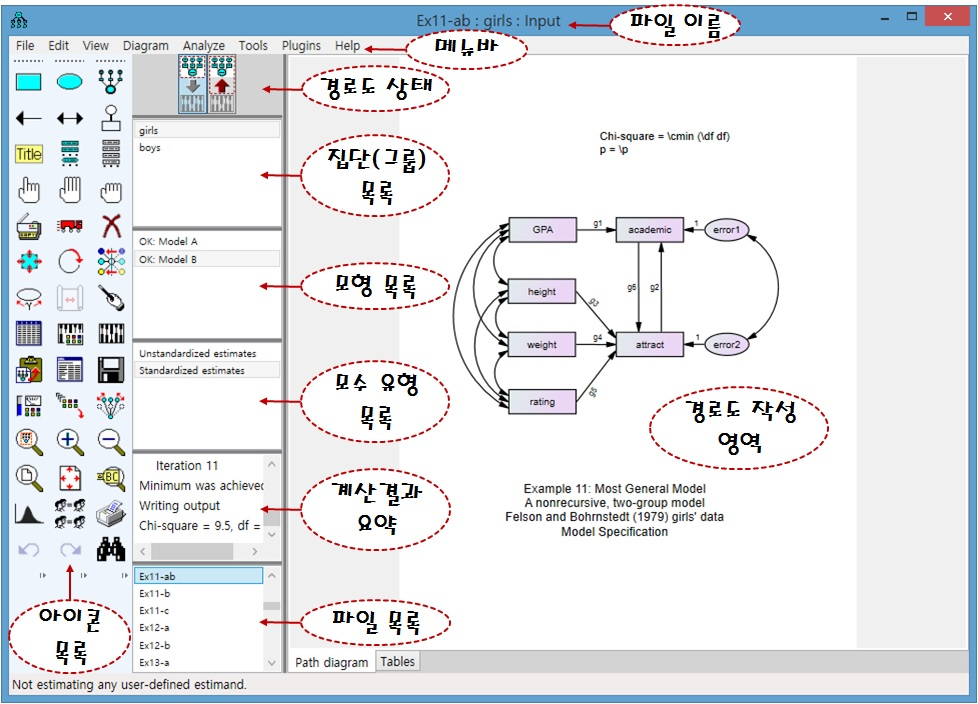 Ex11-ab : girls : Input
파일 이름
File Edit View Diagram Analyze Tools Plugins Help
메뉴바
경로도 상태
Title
girls
boys
집단(그룹)
목록
OK: Model A
OK: Model B
모형 목록
Unstandardized estimates
Standardized estimates
모수 유형
목록
Iteration 11
Minimum was achieved
Writing output
Chi-square = 9.5, df =
계산결과
요약
Ex11-ab
Ex11-b
Ex11-c
Ex12-a
Ex12-b
Ex13-a
파일 목록
아이콘
목록
Chi-square = \cmin (\df df)
p = \p
GPA
g1
academic
1
error1
height
g3
g6
g2
weight
g4
attract
1
error2
rating
g5
경로도 작성
영역
Example 11: Most General Model
A nonrecursive, two-group model
Felson and Bohrnstedt (1979) girls' data
Model Specification
Path diagram Tables
Not estimating any user-defined estimand.